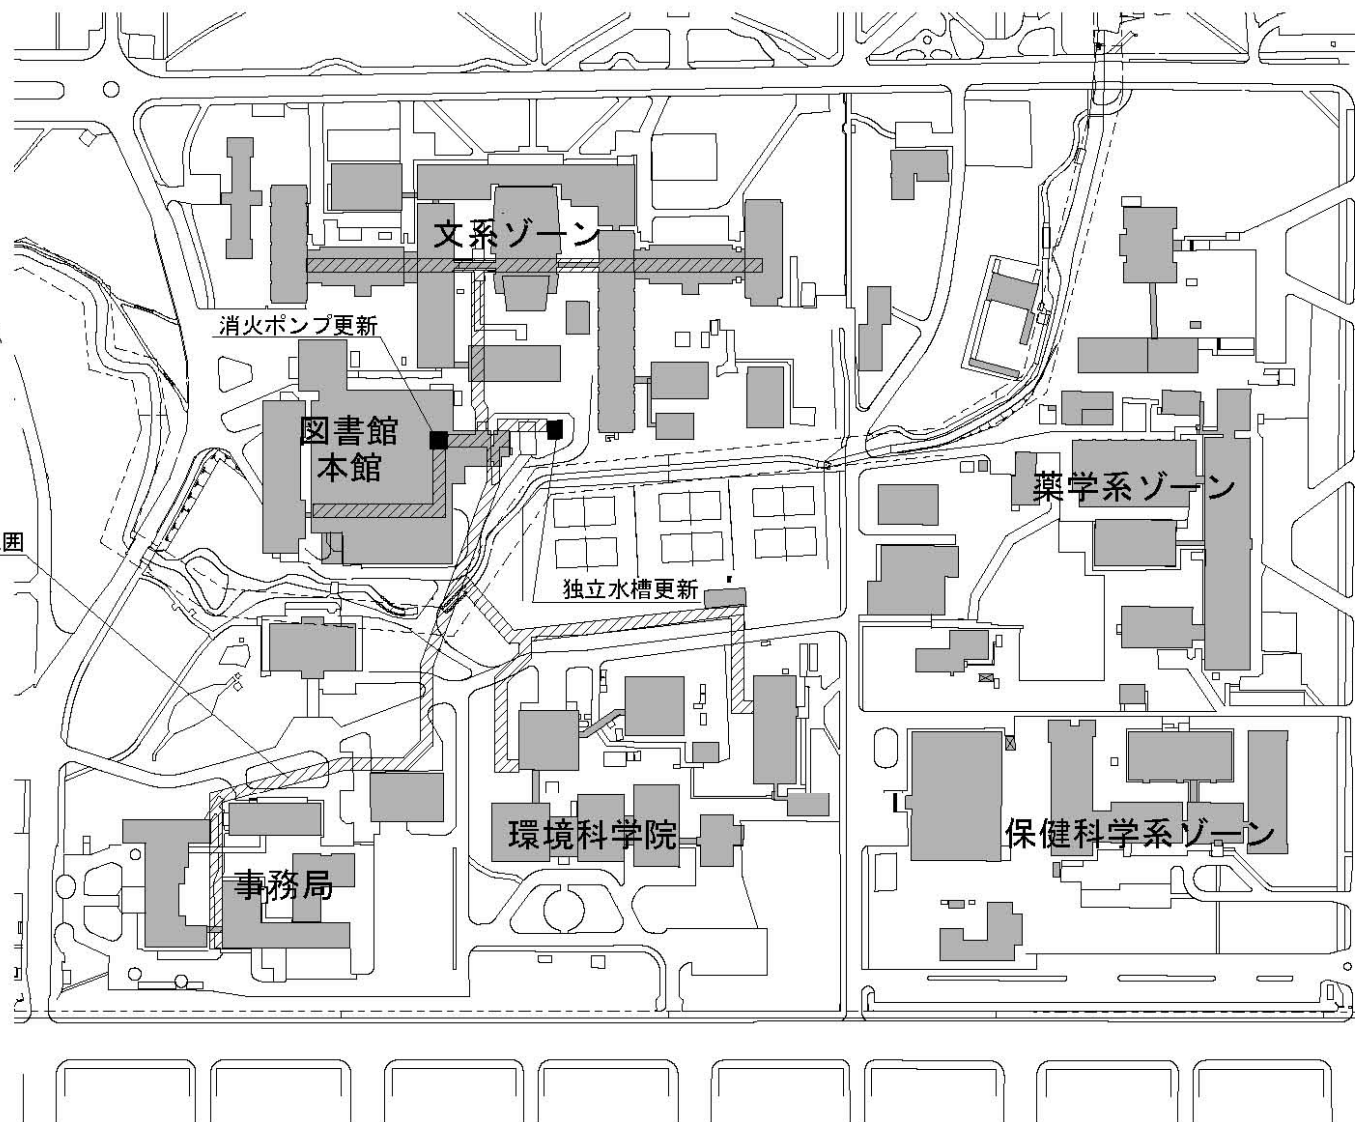 文系ゾーン
消火ポンプ更新
図書館
本館
薬学系ゾーン
囲
独立水槽更新
環境科学院
保健科学系ゾーン
事務局